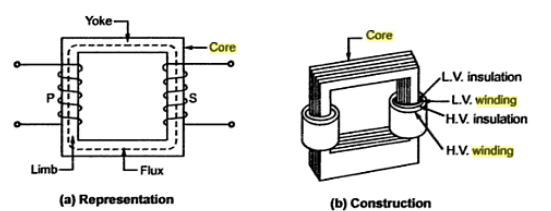 Yoke
Core
P
S
Limb
Flux
(a) Representation
Core
L.V. insulation
L.V. winding
H.V. insulation
H.V. winding
(b) Construction